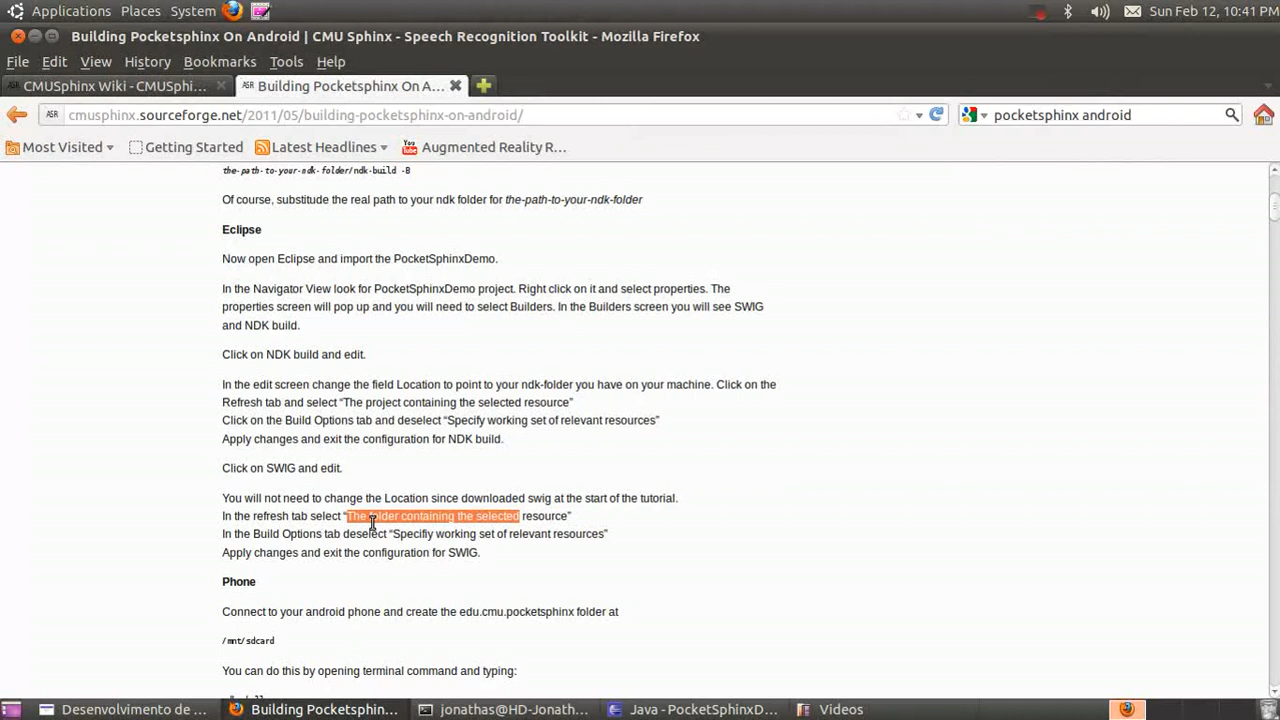 Applications Places System Sun Feb 12, 10:41 PM
Building Pocketsphinx On Android | CMU Sphinx - Speech Recognition Toolkit - Mozilla Firefox
File Edit View History Bookmarks Tools Help
ASR CMUSphinx Wiki - CMUSphi... ASR Building Pocketsphinx On A...
ASR cmusphinx.sourceforge.net/2011/05/building-pocketsphinx-on-android/ pocketsphinx android
Most Visited Getting Started Latest Headlines You Tube Augmented Reality R...
the-path-to-your-ndk-folder/ndk-build -B
Of course, substitude the real path to your ndk folder for the-path-to-your-ndk-folder
Eclipse
Now open Eclipse and import the PocketSphinxDemo.
In the Navigator View look for PocketSphinxDemo project. Right click on it and select properties. The
properties screen will pop up and you will need to select Builders. In the Builders screen you will see SWIG
and NDK build.
Click on NDK build and edit.
In the edit screen change the field Location to point to your ndk-folder you have on your machine. Click on the
Refresh tab and select “The project containing the selected resource”
Click on the Build Options tab and deselect “Specify working set of relevant resources”
Apply changes and exit the configuration for NDK build.
Click on SWIG and edit.
You will not need to change the Location since downloaded swig at the start of the tutorial.
In the refresh tab select “The folder containing the selected resource”
In the Build Options tab deselect “Specifiy working set of relevant resources”
Apply changes and exit the configuration for SWIG.
Phone
Connect to your android phone and create the edu.cmu.pocketsphinx folder at
/mnt/sdcard
You can do this by opening terminal command and typing:
Desenvolvimento de ... Building Pocketsphin... jonathas@HD-Jonath... Java - PocketSphinxD... Videos